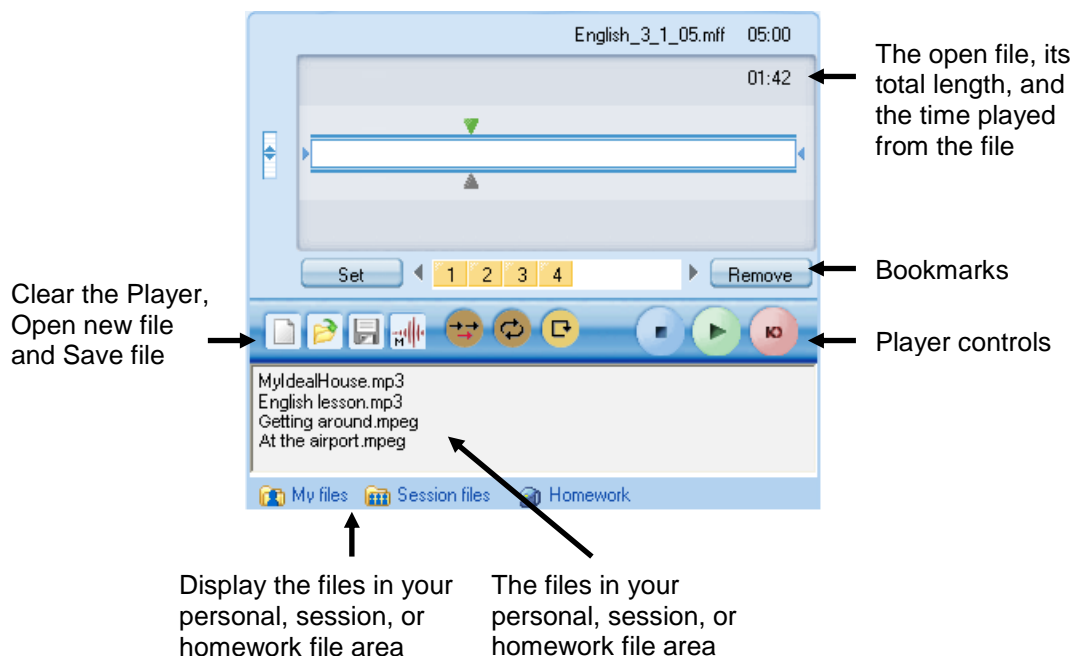 English_3_1_05.mff 05:00
01:42
The open file, its
total length, and
the time played
from the file
Set 1 2 3 4 Remove
Bookmarks
Clear the Player,
Open new file
and Save file
M
Player controls
MyIdealHouse.mp3
English lesson.mp3
Getting around.mpeg
At the airport.mpeg
My files Session files Homework
Display the files in your
personal, session, or
homework file area
The files in your
personal, session, or
homework file area